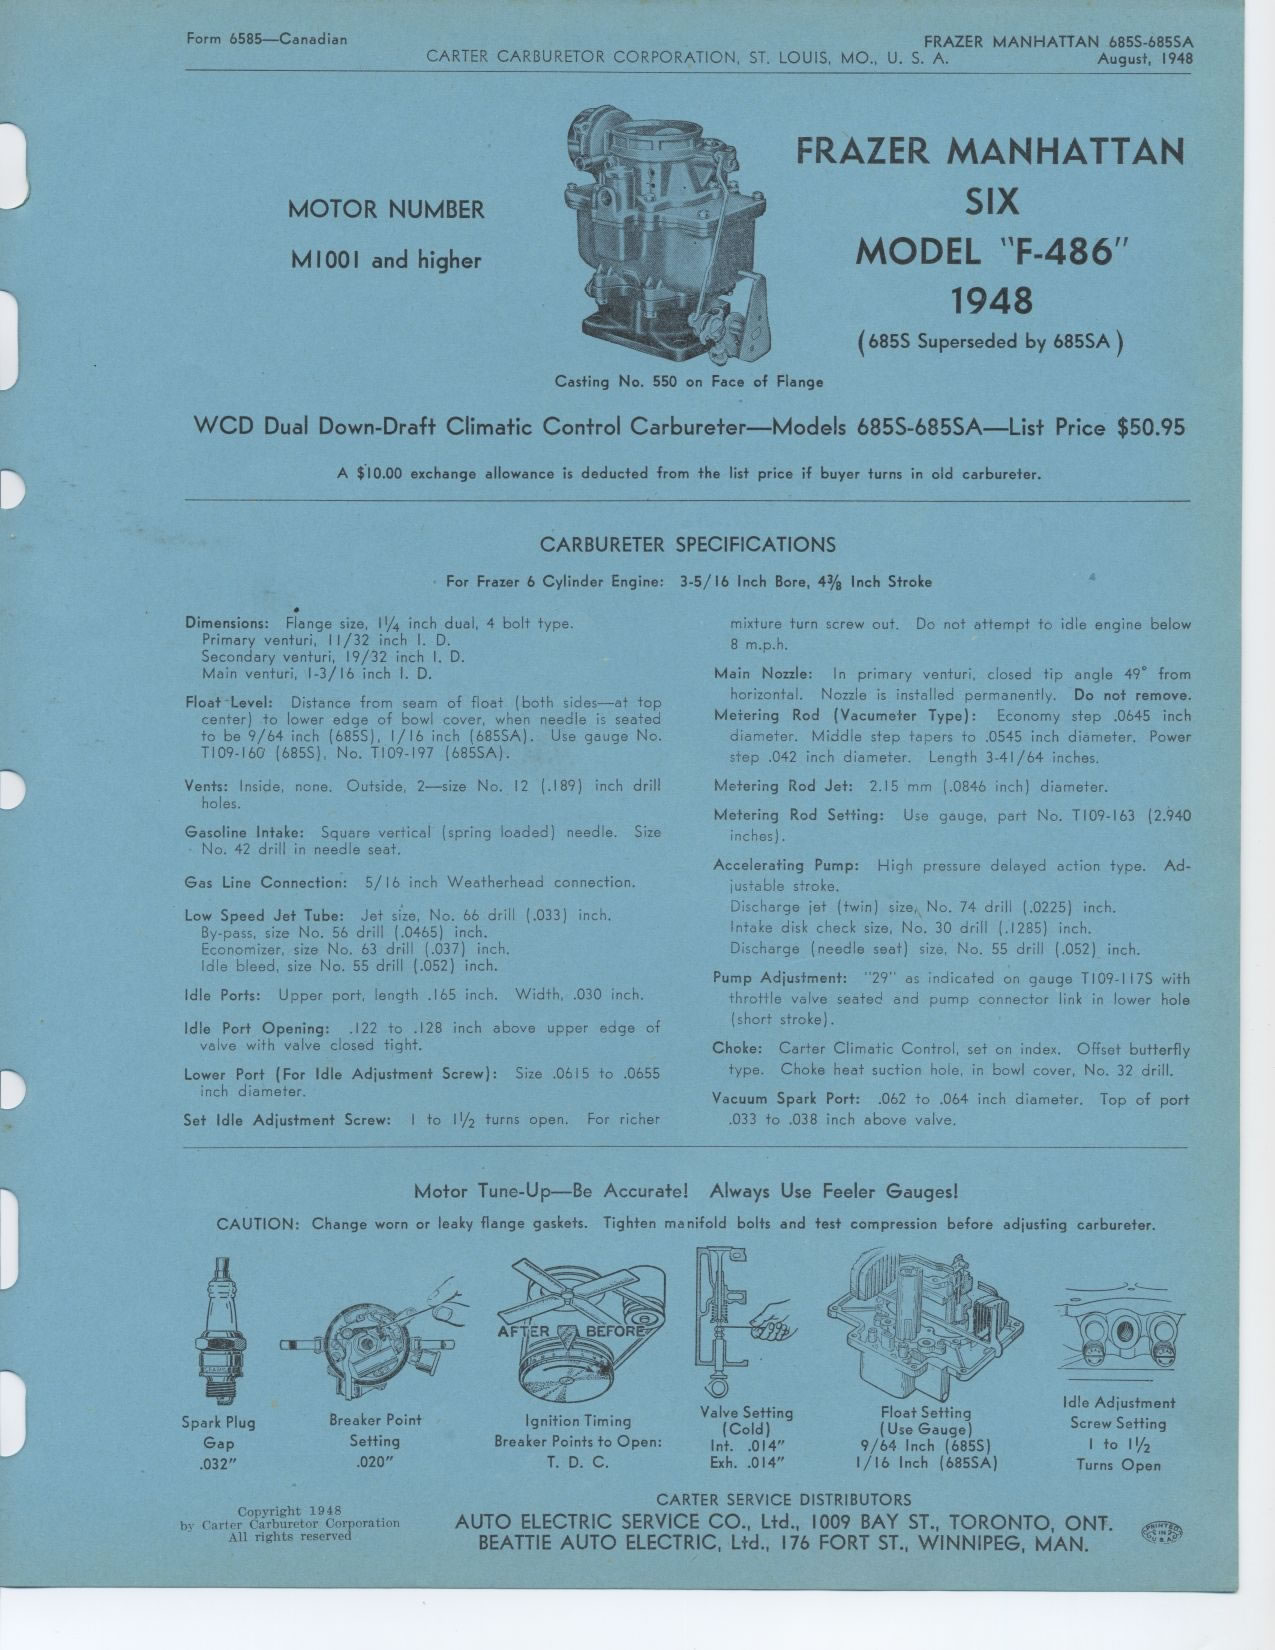 Form 6585—Canadian
FRAZER MANHATTAN 685S-685SA
CARTER CARBURETOR CORPORATION, ST. LOUIS, MO., U. S. A.
August, 1948
MOTOR NUMBER
M1001 and higher
FRAZER MANHATTAN
SIX
MODEL "F-486"
1948
(685S Superseded by 685SA)
Casting No. 550 on Face of Flange
WCD Dual Down-Draft Climatic Control Carbureter—Models 685S-685SA—List Price $50.95
A $10.00 exchange allowance is deducted from the list price if buyer turns in old carbureter.
CARBURETER SPECIFICATIONS
For Frazer 6 Cylinder Engine: 3-5/16 Inch Bore, 4⅜ Inch Stroke
Dimensions: Flange size, 1¼ inch dual, 4 bolt type.
Primary venturi, 11/32 inch I. D.
Secondary venturi, 19/32 inch I. D.
Main venturi, 1-3/16 inch I. D.
Float Level: Distance from seam of float (both sides—at top
center) to lower edge of bowl cover, when needle is seated
to be 9/64 inch (685S), 1/16 inch (685SA). Use gauge No.
T109-160 (685S), No. T109-197 (685SA).
Vents: Inside, none. Outside, 2—size No. 12 (.189) inch drill
holes.
Gasoline Intake: Square vertical (spring loaded) needle. Size
No. 42 drill in needle seat.
Gas Line Connection: 5/16 inch Weatherhead connection.
Low Speed Jet Tube: Jet size, No. 66 drill (.033) inch.
By-pass, size No. 56 drill (.0465) inch.
Economizer, size No. 63 drill (.037) inch.
Idle bleed, size No. 55 drill (.052) inch.
Idle Ports: Upper port, length .165 inch. Width, .030 inch.
Idle Port Opening: .122 to .128 inch above upper edge of
valve with valve closed tight.
Lower Port (For Idle Adjustment Screw): Size .0615 to .0655
inch diameter.
Set Idle Adjustment Screw: 1 to 1½ turns open. For richer
mixture turn screw out. Do not attempt to idle engine below
8 m.p.h.
Main Nozzle: In primary venturi, closed tip angle 49° from
horizontal. Nozzle is installed permanently. Do not remove.
Metering Rod (Vacumeter Type): Economy step .0645 inch
diameter. Middle step tapers to .0545 inch diameter. Power
step .042 inch diameter. Length 3-41/64 inches.
Metering Rod Jet: 2.15 mm (.0846 inch) diameter.
Metering Rod Setting: Use gauge, part No. T109-163 (2.940
inches).
Accelerating Pump: High pressure delayed action type. Ad-
justable stroke.
Discharge jet (twin) size, No. 74 drill (.0225) inch.
Intake disk check size, No. 30 drill (.1285) inch.
Discharge (needle seat) size, No. 55 drill (.052) inch.
Pump Adjustment: "29" as indicated on gauge T109-117S with
throttle valve seated and pump connector link in lower hole
(short stroke).
Choke: Carter Climatic Control, set on index. Offset butterfly
type. Choke heat suction hole, in bowl cover, No. 32 drill.
Vacuum Spark Port: .062 to .064 inch diameter. Top of port
.033 to .038 inch above valve.
Motor Tune-Up—Be Accurate! Always Use Feeler Gauges!
CAUTION: Change worn or leaky flange gaskets. Tighten manifold bolts and test compression before adjusting carbureter.
AFTER BEFORE
Spark Plug
Gap
.032"
Breaker Point
Setting
.020"
Ignition Timing
Breaker Points to Open:
T. D. C.
Valve Setting
(Cold)
Int. .014"
Exh. .014"
Float Setting
(Use Gauge)
9/64 Inch (685S)
1/16 Inch (685SA)
Idle Adjustment
Screw Setting
1 to 1½
Turns Open
Copyright 1948
by Carter Carburetor Corporation
All rights reserved
CARTER SERVICE DISTRIBUTORS
AUTO ELECTRIC SERVICE CO., Ltd., 1009 BAY ST., TORONTO, ONT.
BEATTIE AUTO ELECTRIC, Ltd., 176 FORT ST., WINNIPEG, MAN.
PRINTED
IN
U.S.A.